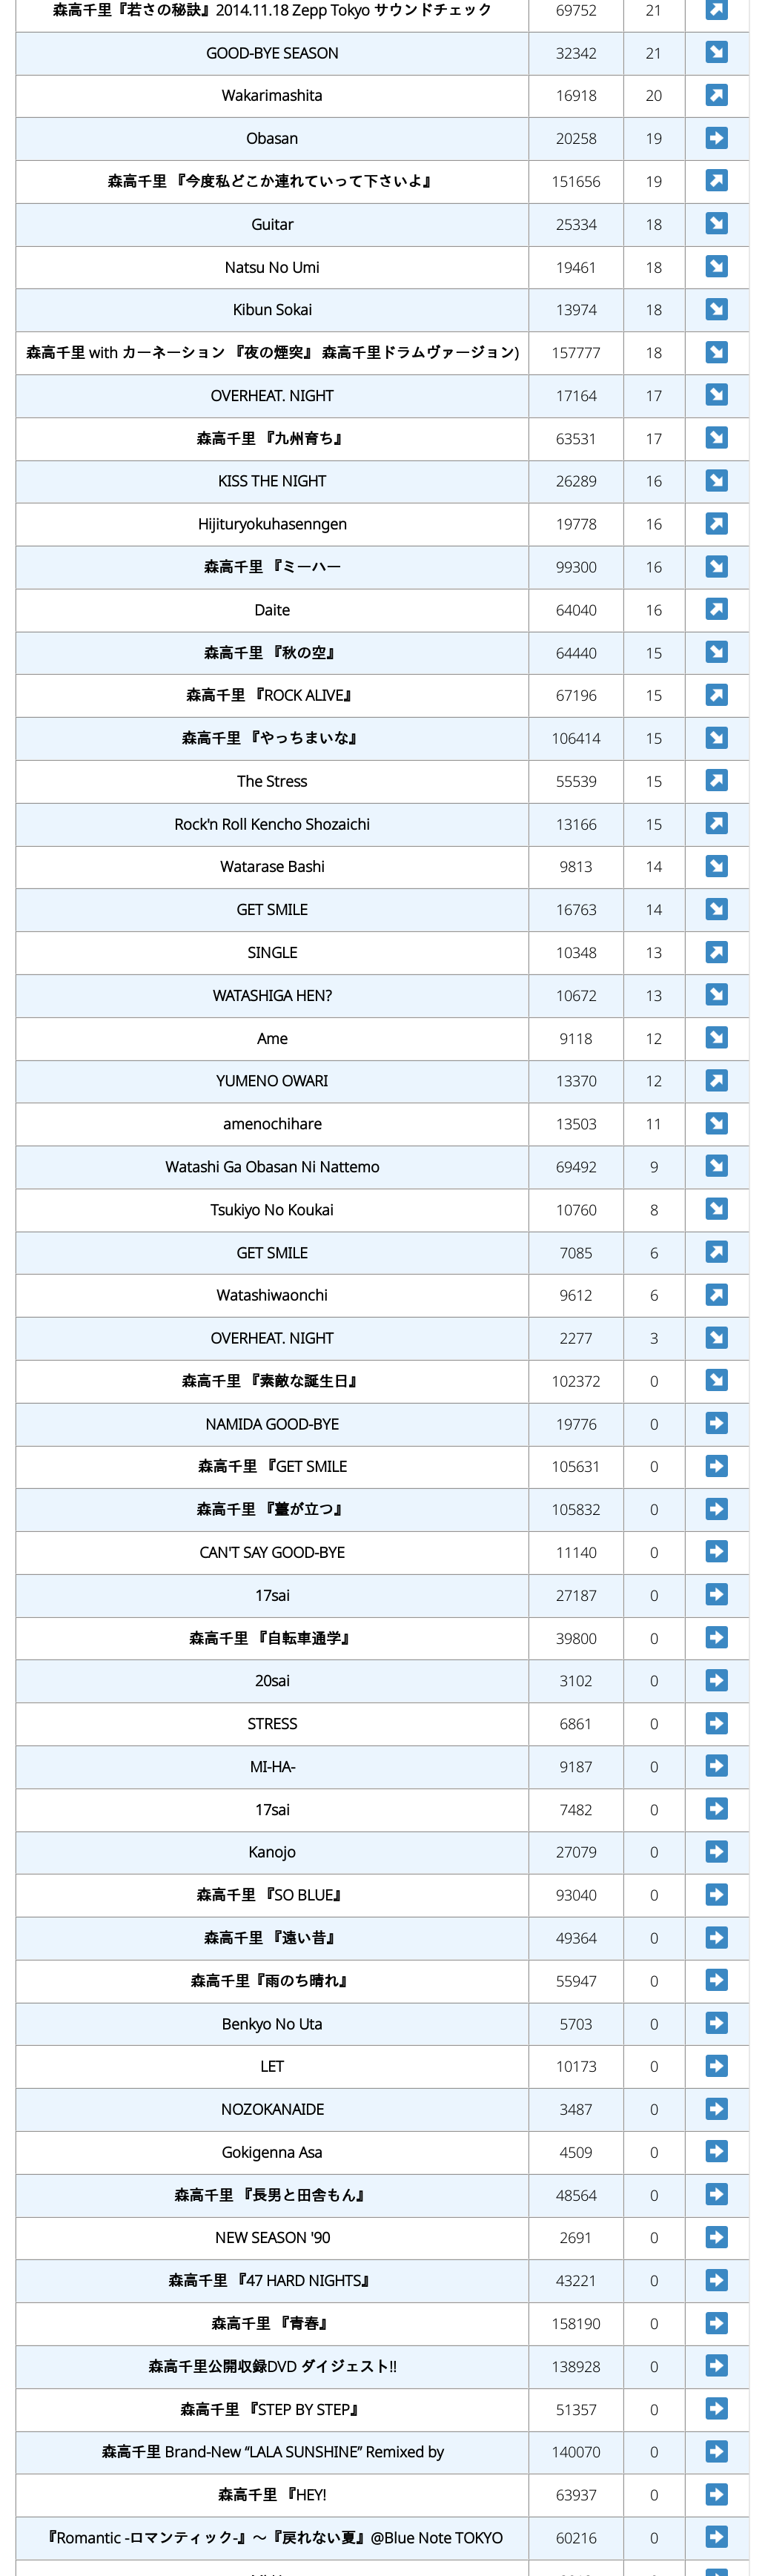 森高千里『若さの秘訣』2014.11.18 Zepp Tokyo サウンドチェック 69752 21
GOOD-BYE SEASON 32342 21
Wakarimashita 16918 20
Obasan 20258 19
森高千里 『今度私どこか連れていって下さいよ』 151656 19
Guitar 25334 18
Natsu No Umi 19461 18
Kibun Sokai 13974 18
森高千里 with カーネーション 『夜の煙突』 森高千里ドラムヴァージョン) 157777 18
OVERHEAT. NIGHT 17164 17
森高千里 『九州育ち』 63531 17
KISS THE NIGHT 26289 16
Hijituryokuhasenngen 19778 16
森高千里 『ミーハー 99300 16
Daite 64040 16
森高千里 『秋の空』 64440 15
森高千里 『ROCK ALIVE』 67196 15
森高千里 『やっちまいな』 106414 15
The Stress 55539 15
Rock'n Roll Kencho Shozaichi 13166 15
Watarase Bashi 9813 14
GET SMILE 16763 14
SINGLE 10348 13
WATASHIGA HEN? 10672 13
Ame 9118 12
YUMENO OWARI 13370 12
amenochihare 13503 11
Watashi Ga Obasan Ni Nattemo 69492 9
Tsukiyo No Koukai 10760 8
GET SMILE 7085 6
Watashiwaonchi 9612 6
OVERHEAT. NIGHT 2277 3
森高千里 『素敵な誕生日』 102372 0
NAMIDA GOOD-BYE 19776 0
森高千里 『GET SMILE 105631 0
森高千里 『薹が立つ』 105832 0
CAN'T SAY GOOD-BYE 11140 0
17sai 27187 0
森高千里 『自転車通学』 39800 0
20sai 3102 0
STRESS 6861 0
MI-HA- 9187 0
17sai 7482 0
Kanojo 27079 0
森高千里 『SO BLUE』 93040 0
森高千里 『遠い昔』 49364 0
森高千里『雨のち晴れ』 55947 0
Benkyo No Uta 5703 0
LET 10173 0
NOZOKANAIDE 3487 0
Gokigenna Asa 4509 0
森高千里 『長男と田舎もん』 48564 0
NEW SEASON '90 2691 0
森高千里 『47 HARD NIGHTS』 43221 0
森高千里 『青春』 158190 0
森高千里公開収録DVD ダイジェスト!! 138928 0
森高千里 『STEP BY STEP』 51357 0
森高千里 Brand-New “LALA SUNSHINE” Remixed by 140070 0
森高千里 『HEY! 63937 0
『Romantic -ロマンティック-』～『戻れない夏』@Blue Note TOKYO 60216 0